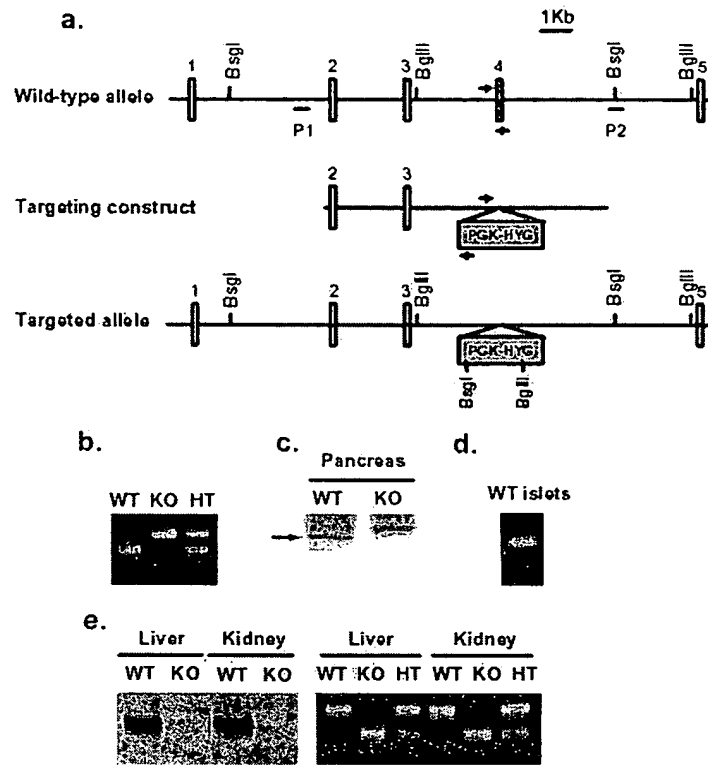 a.
1Kb
1 BsgI 2 3 BglII 4 BsgI BglII 5
Wild-type allele
P1 P2
2 3
Targeting construct
PGK-HYG
1 BsgI 2 3 BglII BsgI BglII 5
Targeted allele
PGK-HYG
BsgI BglII
b. c. d.
Pancreas
WT KO HT
WT KO
WT islets
e.
Liver Kidney Liver Kidney
WT KO WT KO WT KO HT WT KO HT